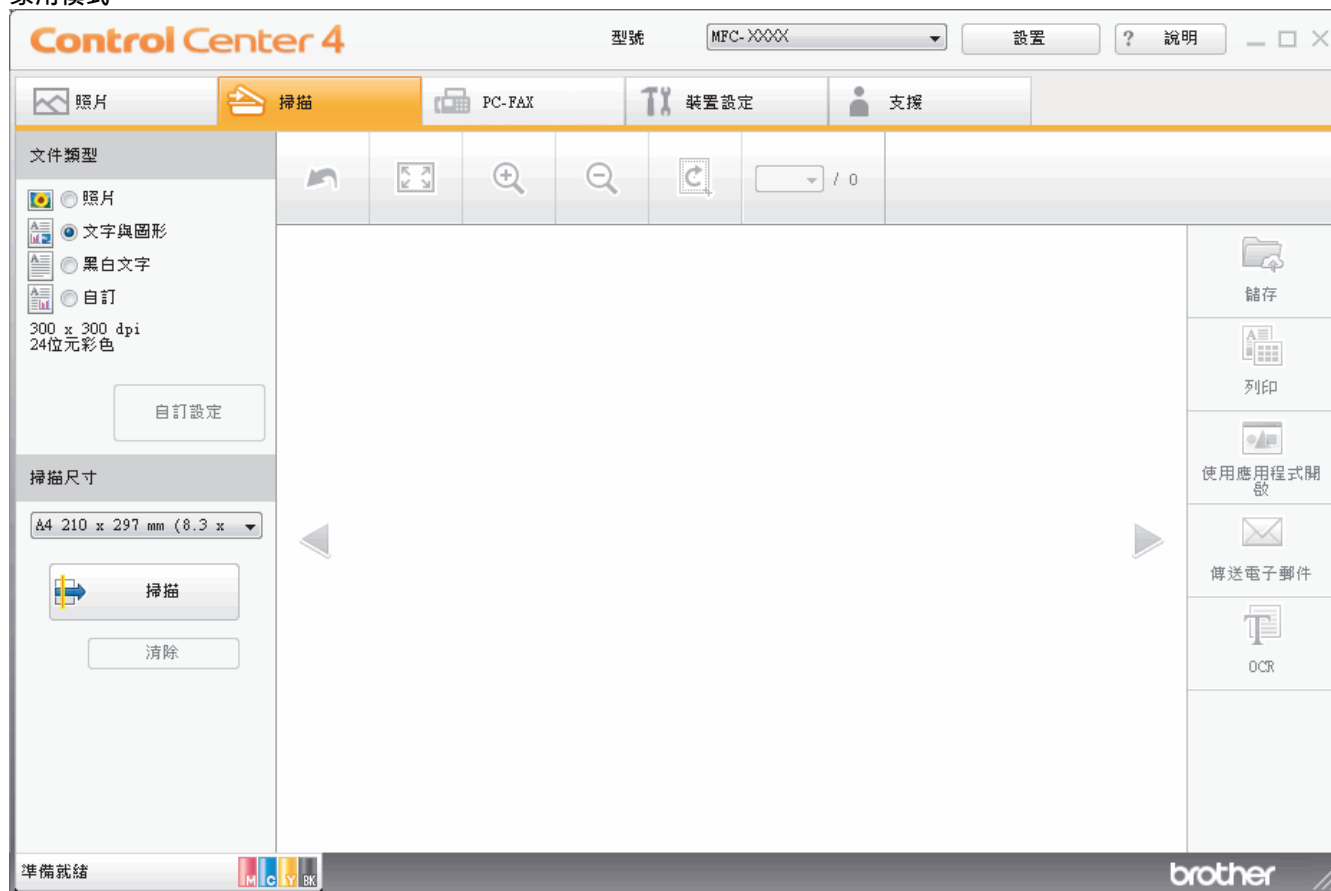 家用模式
Control Center 4
型號
MFC-XXXX
設置
? 說明
照片
掃描
PC-FAX
裝置設定
支援
文件類型
照片
文字與圖形
黑白文字
自訂
300 x 300 dpi
24位元彩色
自訂設定
掃描尺寸
A4 210 x 297 mm (8.3 x
掃描
清除
/ 0
儲存
列印
使用應用程式開
啟
傳送電子郵件
OCR
準備就緒
M C Y BK
brother